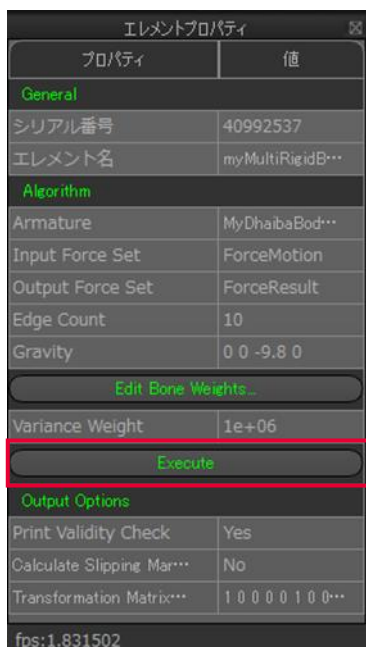 エレメントプロパティ
プロパティ 値
General
シリアル番号 40992537
エレメント名 myMultiRigidB…
Algorithm
Armature MyDhaibaBod…
Input Force Set ForceMotion
Output Force Set ForceResult
Edge Count 10
Gravity 0 0 -9.8 0
Edit Bone Weights...
Variance Weight 1e+06
Execute
Output Options
Print Validity Check Yes
Calculate Slipping Mar… No
Transformation Matrix… 1 0 0 0 0 1 0 0…
fps:1.831502